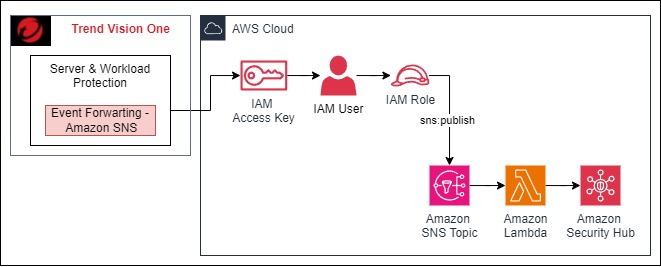 Trend Vision One
Server & Workload
Protection
Event Forwarting -
Amazon SNS
AWS Cloud
IAM
Access Key
IAM User
IAM Role
sns:publish
Amazon
SNS Topic
Amazon
Lambda
Amazon
Security Hub